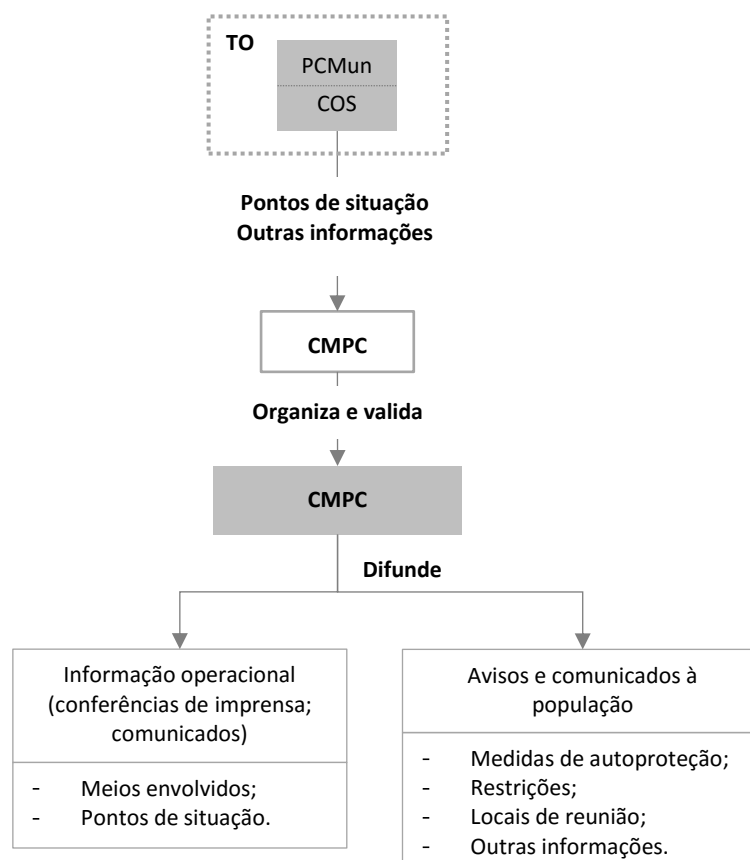 TO
PCMun
COS
Pontos de situação
Outras informações
CMPC
Organiza e valida
CMPC
Difunde
Informação operacional
(conferências de imprensa;
comunicados)
- Meios envolvidos;
- Pontos de situação.
Avisos e comunicados à
população
- Medidas de autoproteção;
- Restrições;
- Locais de reunião;
- Outras informações.